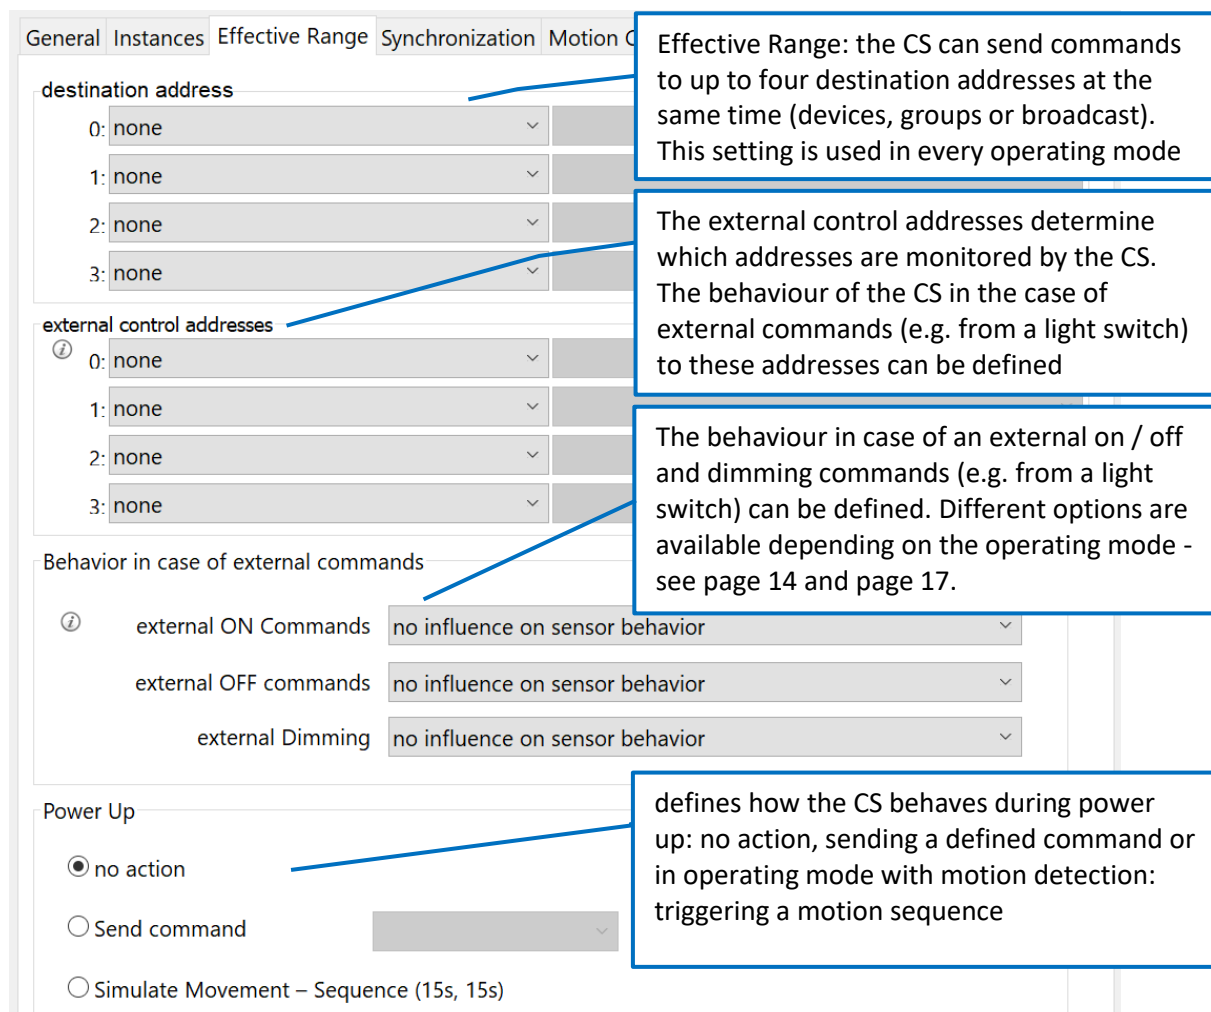 General Instances Effective Range Synchronization Motion
Effective Range: the CS can send commands
to up to four destination addresses at the
same time (devices, groups or broadcast).
This setting is used in every operating mode
destination address
0: none
1: none
2: none
3: none
The external control addresses determine
which addresses are monitored by the CS.
The behaviour of the CS in the case of
external commands (e.g. from a light switch)
to these addresses can be defined
external control addresses
0: none
1: none
2: none
3: none
The behaviour in case of an external on / off
and dimming commands (e.g. from a light
switch) can be defined. Different options are
available depending on the operating mode -
see page 14 and page 17.
Behavior in case of external commands
external ON Commands no influence on sensor behavior
external OFF commands no influence on sensor behavior
external Dimming no influence on sensor behavior
defines how the CS behaves during power
up: no action, sending a defined command or
in operating mode with motion detection:
triggering a motion sequence
Power Up
no action
Send command
Simulate Movement – Sequence (15s, 15s)